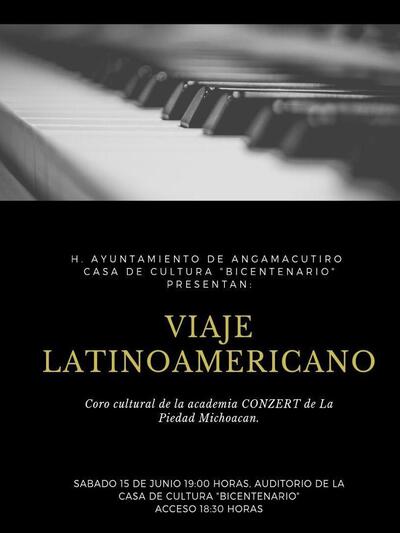 H. AYUNTAMIENTO DE ANGAMACUTIRO
CASA DE CULTURA "BICENTENARIO"
PRESENTAN:
VIAJE
LATINOAMERICANO
Coro cultural de la academia CONZERT de La
Piedad Michoacan.
SABADO 15 DE JUNIO 19:00 HORAS, AUDITORIO DE LA
CASA DE CULTURA "BICENTENARIO"
ACCESO 18:30 HORAS